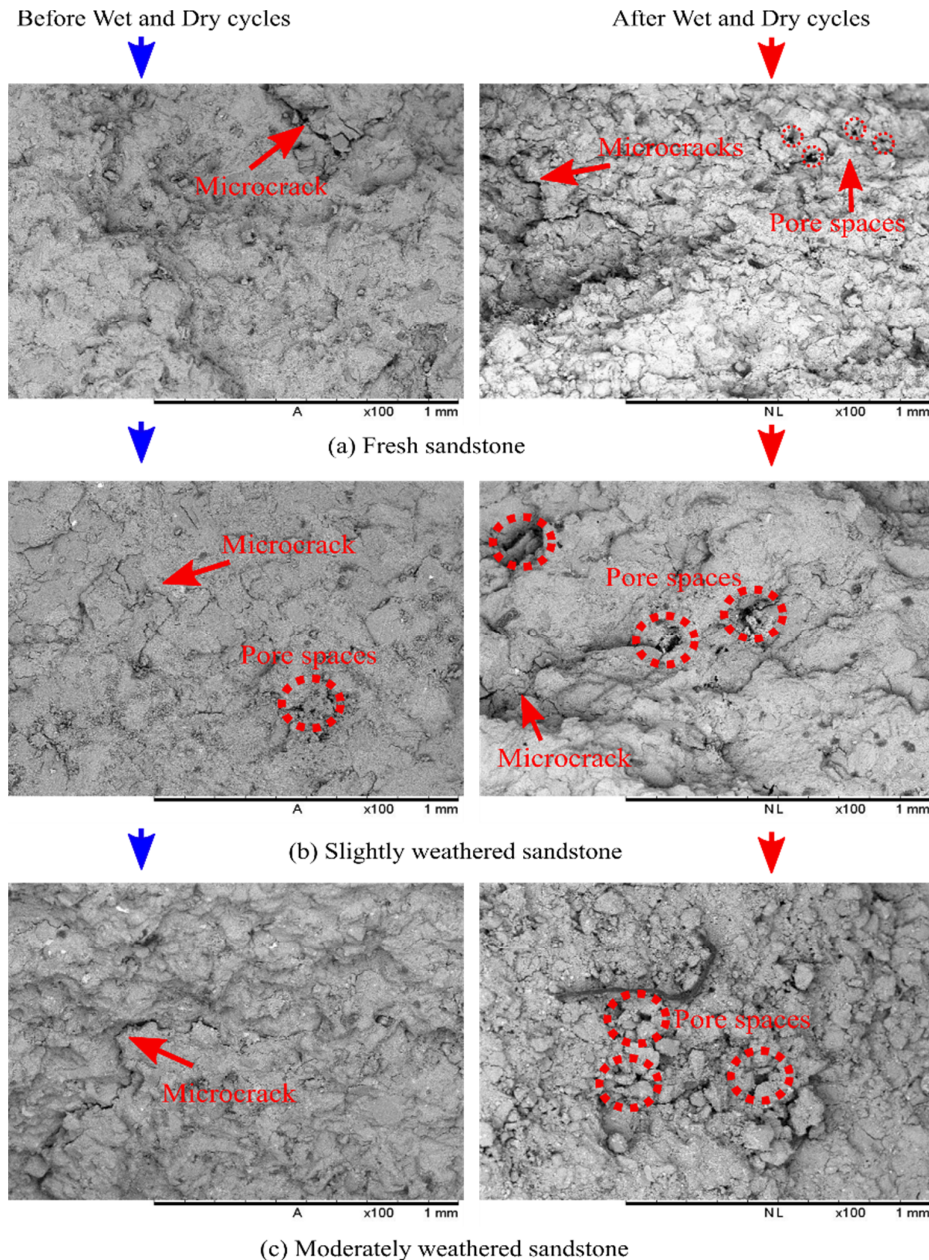 Before Wet and Dry cycles
After Wet and Dry cycles
Microcrack
Microcracks
Pore spaces
A x100 1 mm
NL x100 1 mm
(a) Fresh sandstone
Microcrack
Pore spaces
Pore spaces
Microcrack
A x100 1 mm
NL x100 1 mm
(b) Slightly weathered sandstone
Microcrack
Pore spaces
A x100 1 mm
NL x100 1 mm
(c) Moderately weathered sandstone